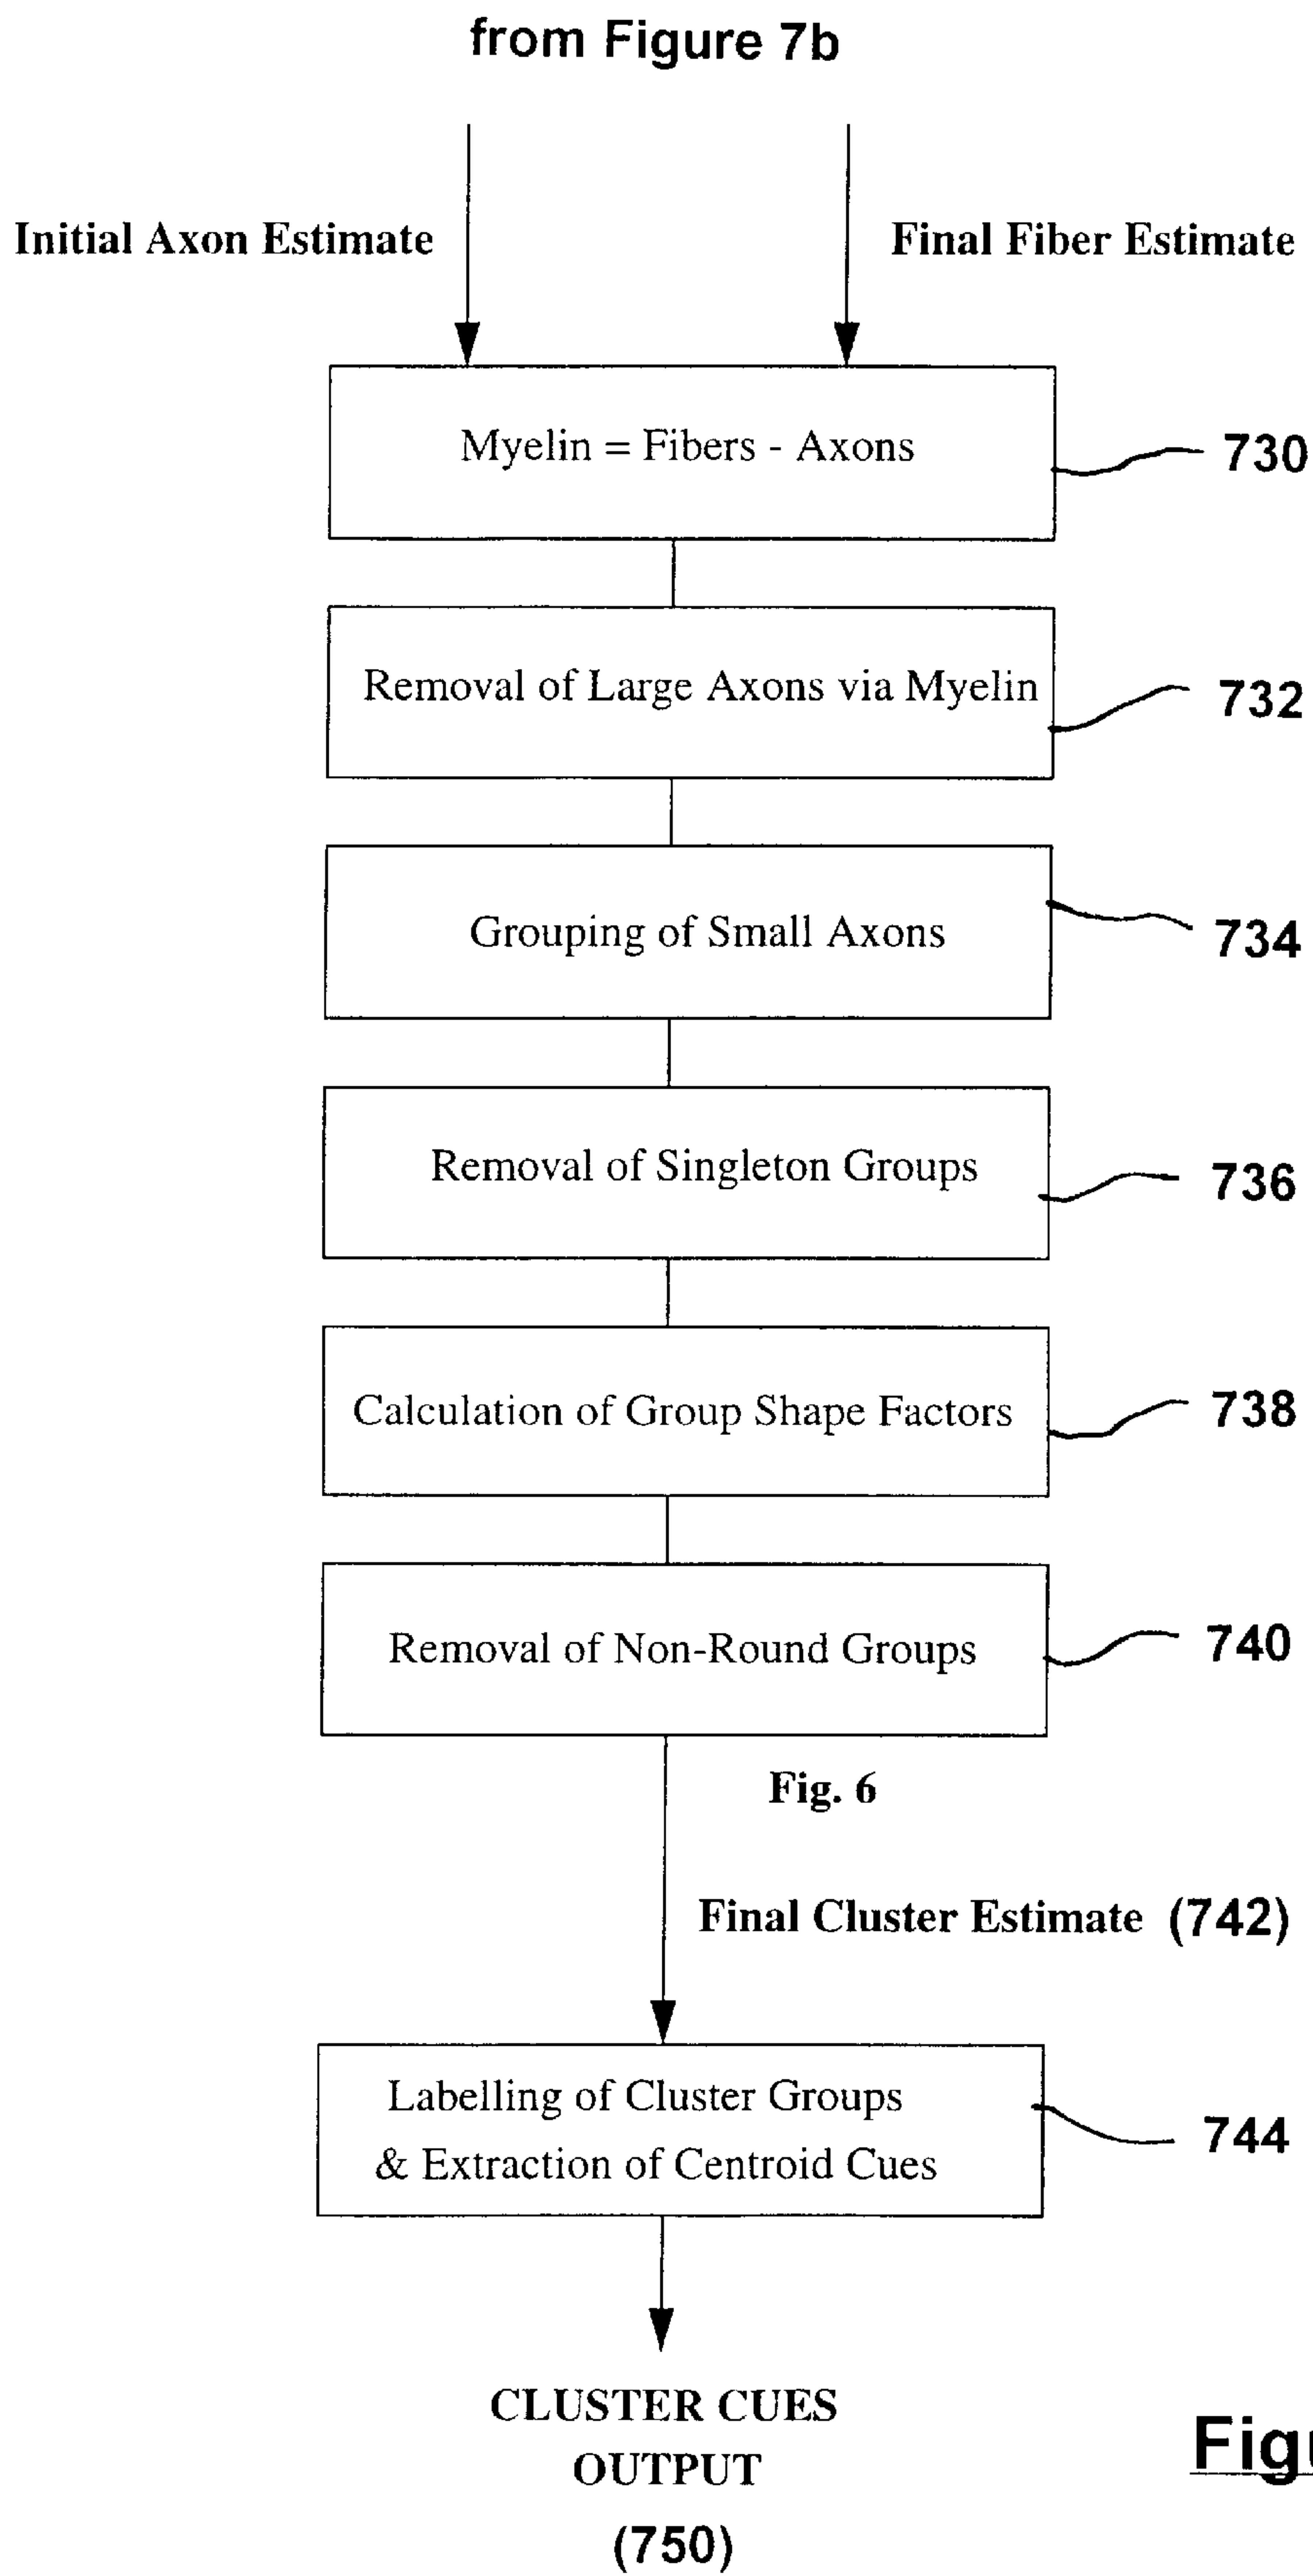 from Figure 7b
Initial Axon Estimate
Final Fiber Estimate
Myelin = Fibers - Axons
730
Removal of Large Axons via Myelin
732
Grouping of Small Axons
734
Removal of Singleton Groups
736
Calculation of Group Shape Factors
738
Removal of Non-Round Groups
740
Fig. 6
Final Cluster Estimate (742)
Labelling of Cluster Groups
& Extraction of Centroid Cues
744
CLUSTER CUES
OUTPUT
(750)